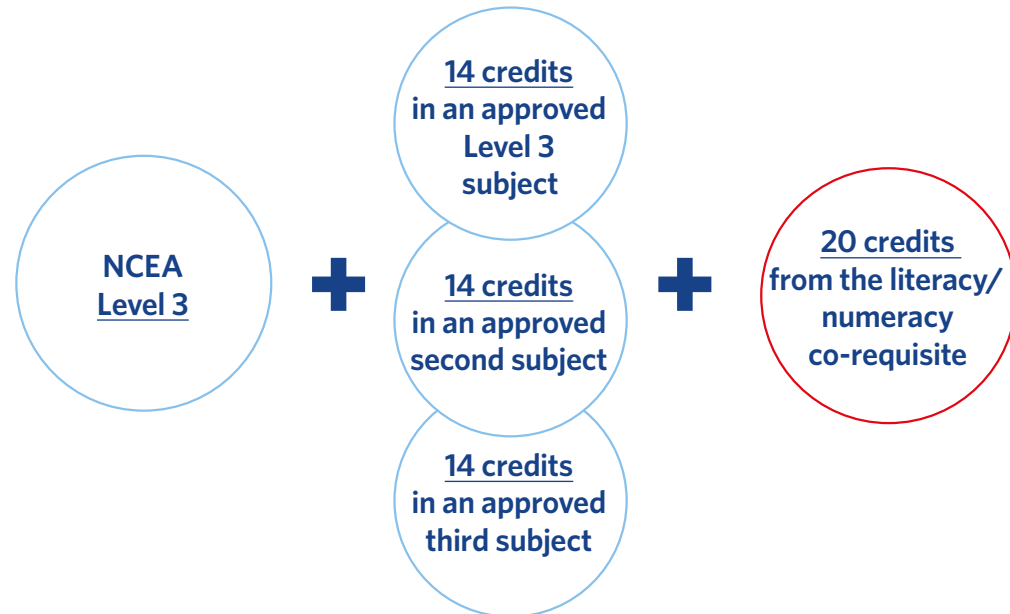 NCEA
Level 3
14 credits
in an approved
Level 3
subject
14 credits
in an approved
second subject
14 credits
in an approved
third subject
20 credits
from the literacy/
numeracy
co-requisite